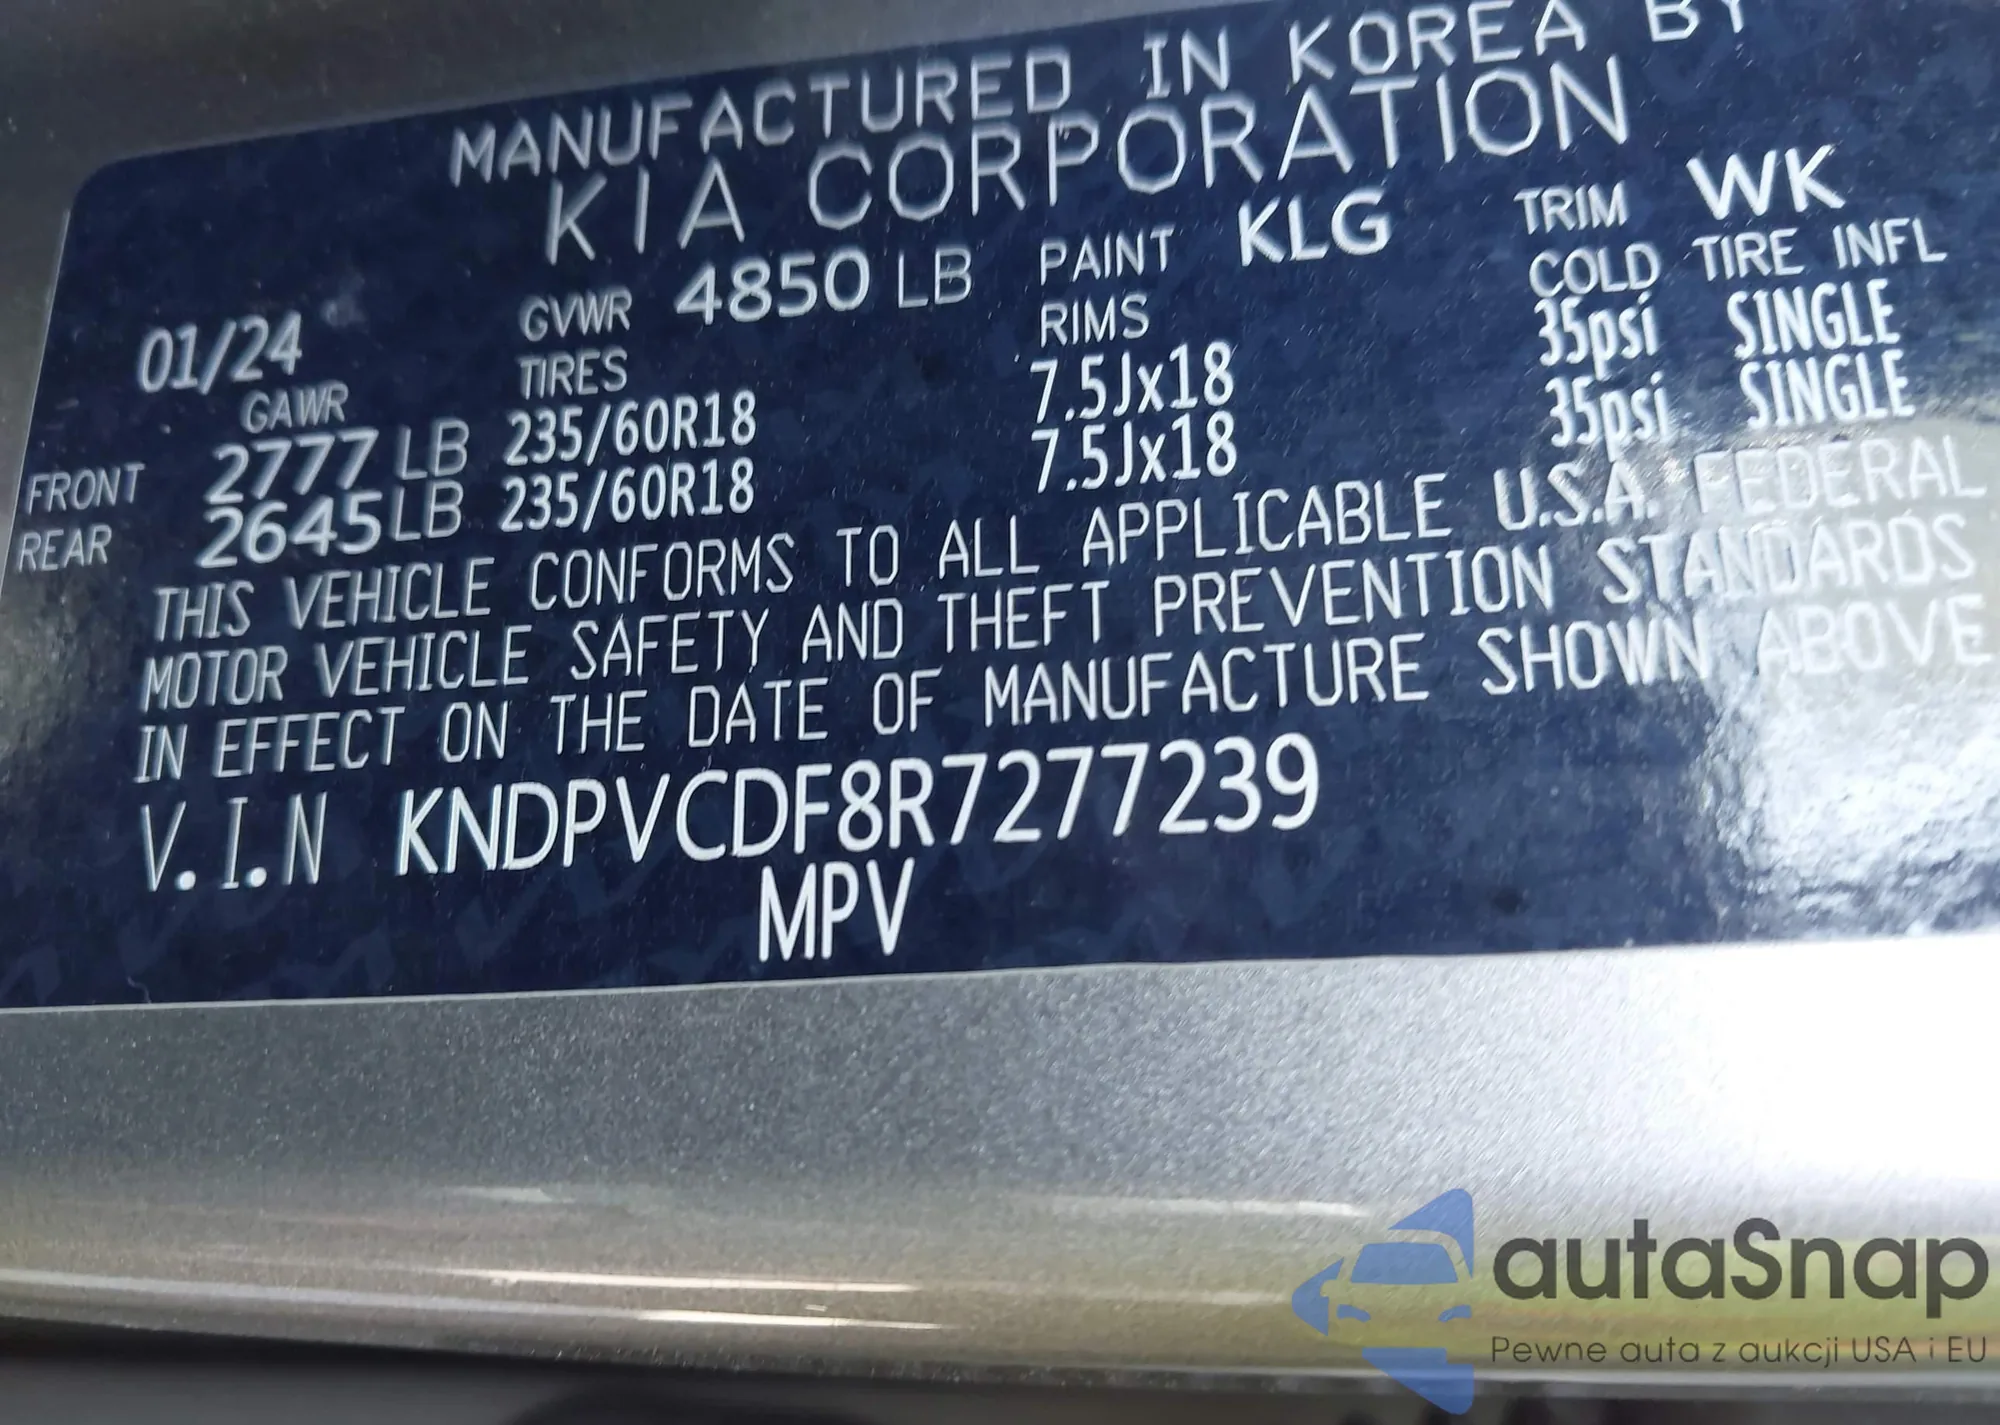 MANUFACTURED IN KOREA BY
KIA CORPORATION
01/24 GVWR 4850 LB PAINT KLG TRIM WK
GAWR TIRES RIMS COLD TIRE INFL
FRONT 2777 LB 235/60R18 7.5Jx18 35psi SINGLE
REAR 2645LB 235/60R18 7.5Jx18 35psi SINGLE
THIS VEHICLE CONFORMS TO ALL APPLICABLE U.S.A. FEDERAL
MOTOR VEHICLE SAFETY AND THEFT PREVENTION STANDARDS
IN EFFECT ON THE DATE OF MANUFACTURE SHOWN ABOVE
V.I.N KNDPVCDF8R7277239
MPV
autaSnap
Pewne auta z aukcji USA i EU